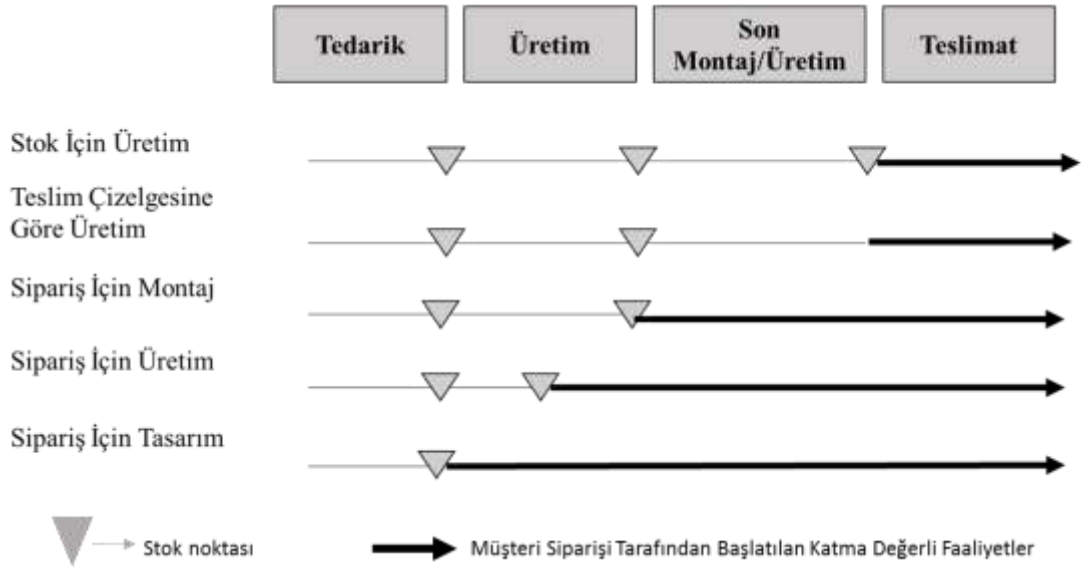 Tedarik
Üretim
Son
Montaj/Üretim
Teslimat
Stok İçin Üretim
Teslim Çizelgesine
Göre Üretim
Sipariş İçin Montaj
Sipariş İçin Üretim
Sipariş İçin Tasarım
Stok noktası
Müşteri Siparişi Tarafından Başlatılan Katma Değerli Faaliyetler